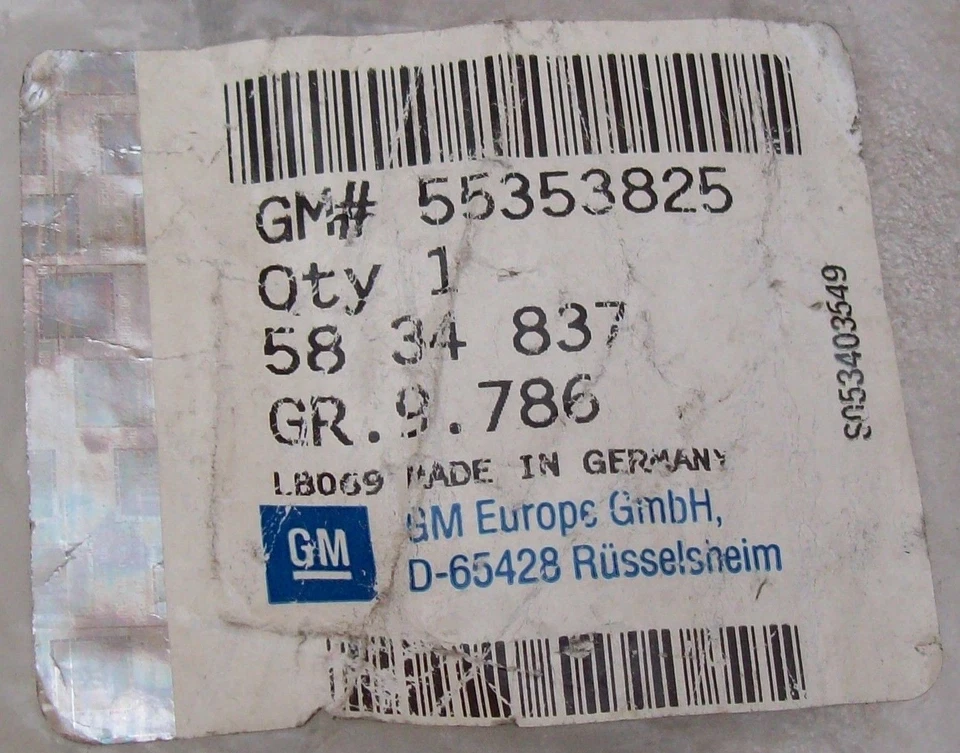 GM# 55353825
Qty 1
58 34 837
GR.9.786
LB069 MADE IN GERMANY
GM
GM Europe GmbH,
D-65428 Rüsselsheim
S053403549